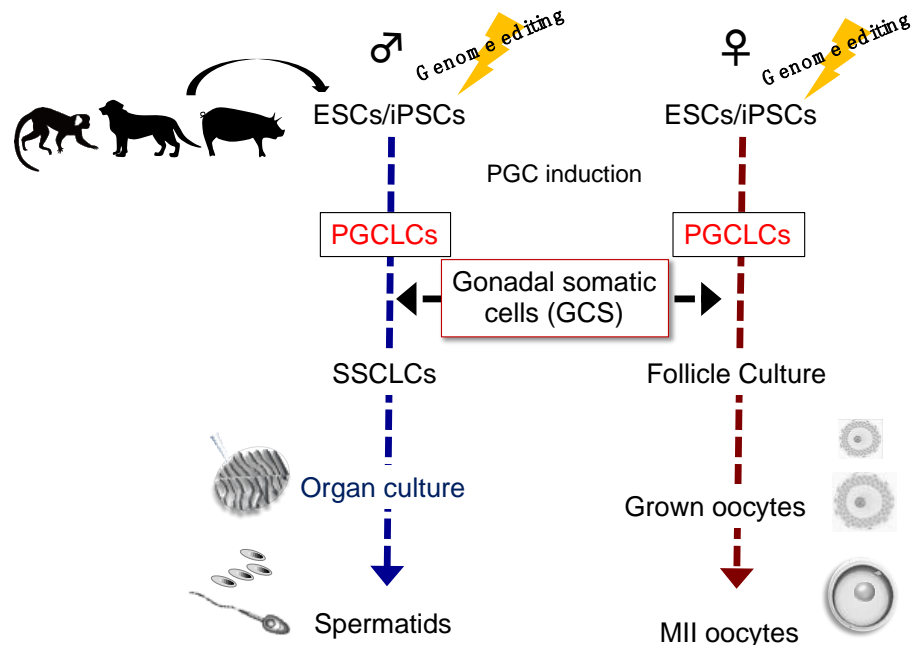 ♂
Genome editing
♀
Genome editing
ESCs/iPSCs
ESCs/iPSCs
PGC induction
PGCLCs
PGCLCs
Gonadal somatic
cells (GCS)
SSCLCs
Follicle Culture
Organ culture
Grown oocytes
Spermatids
MII oocytes